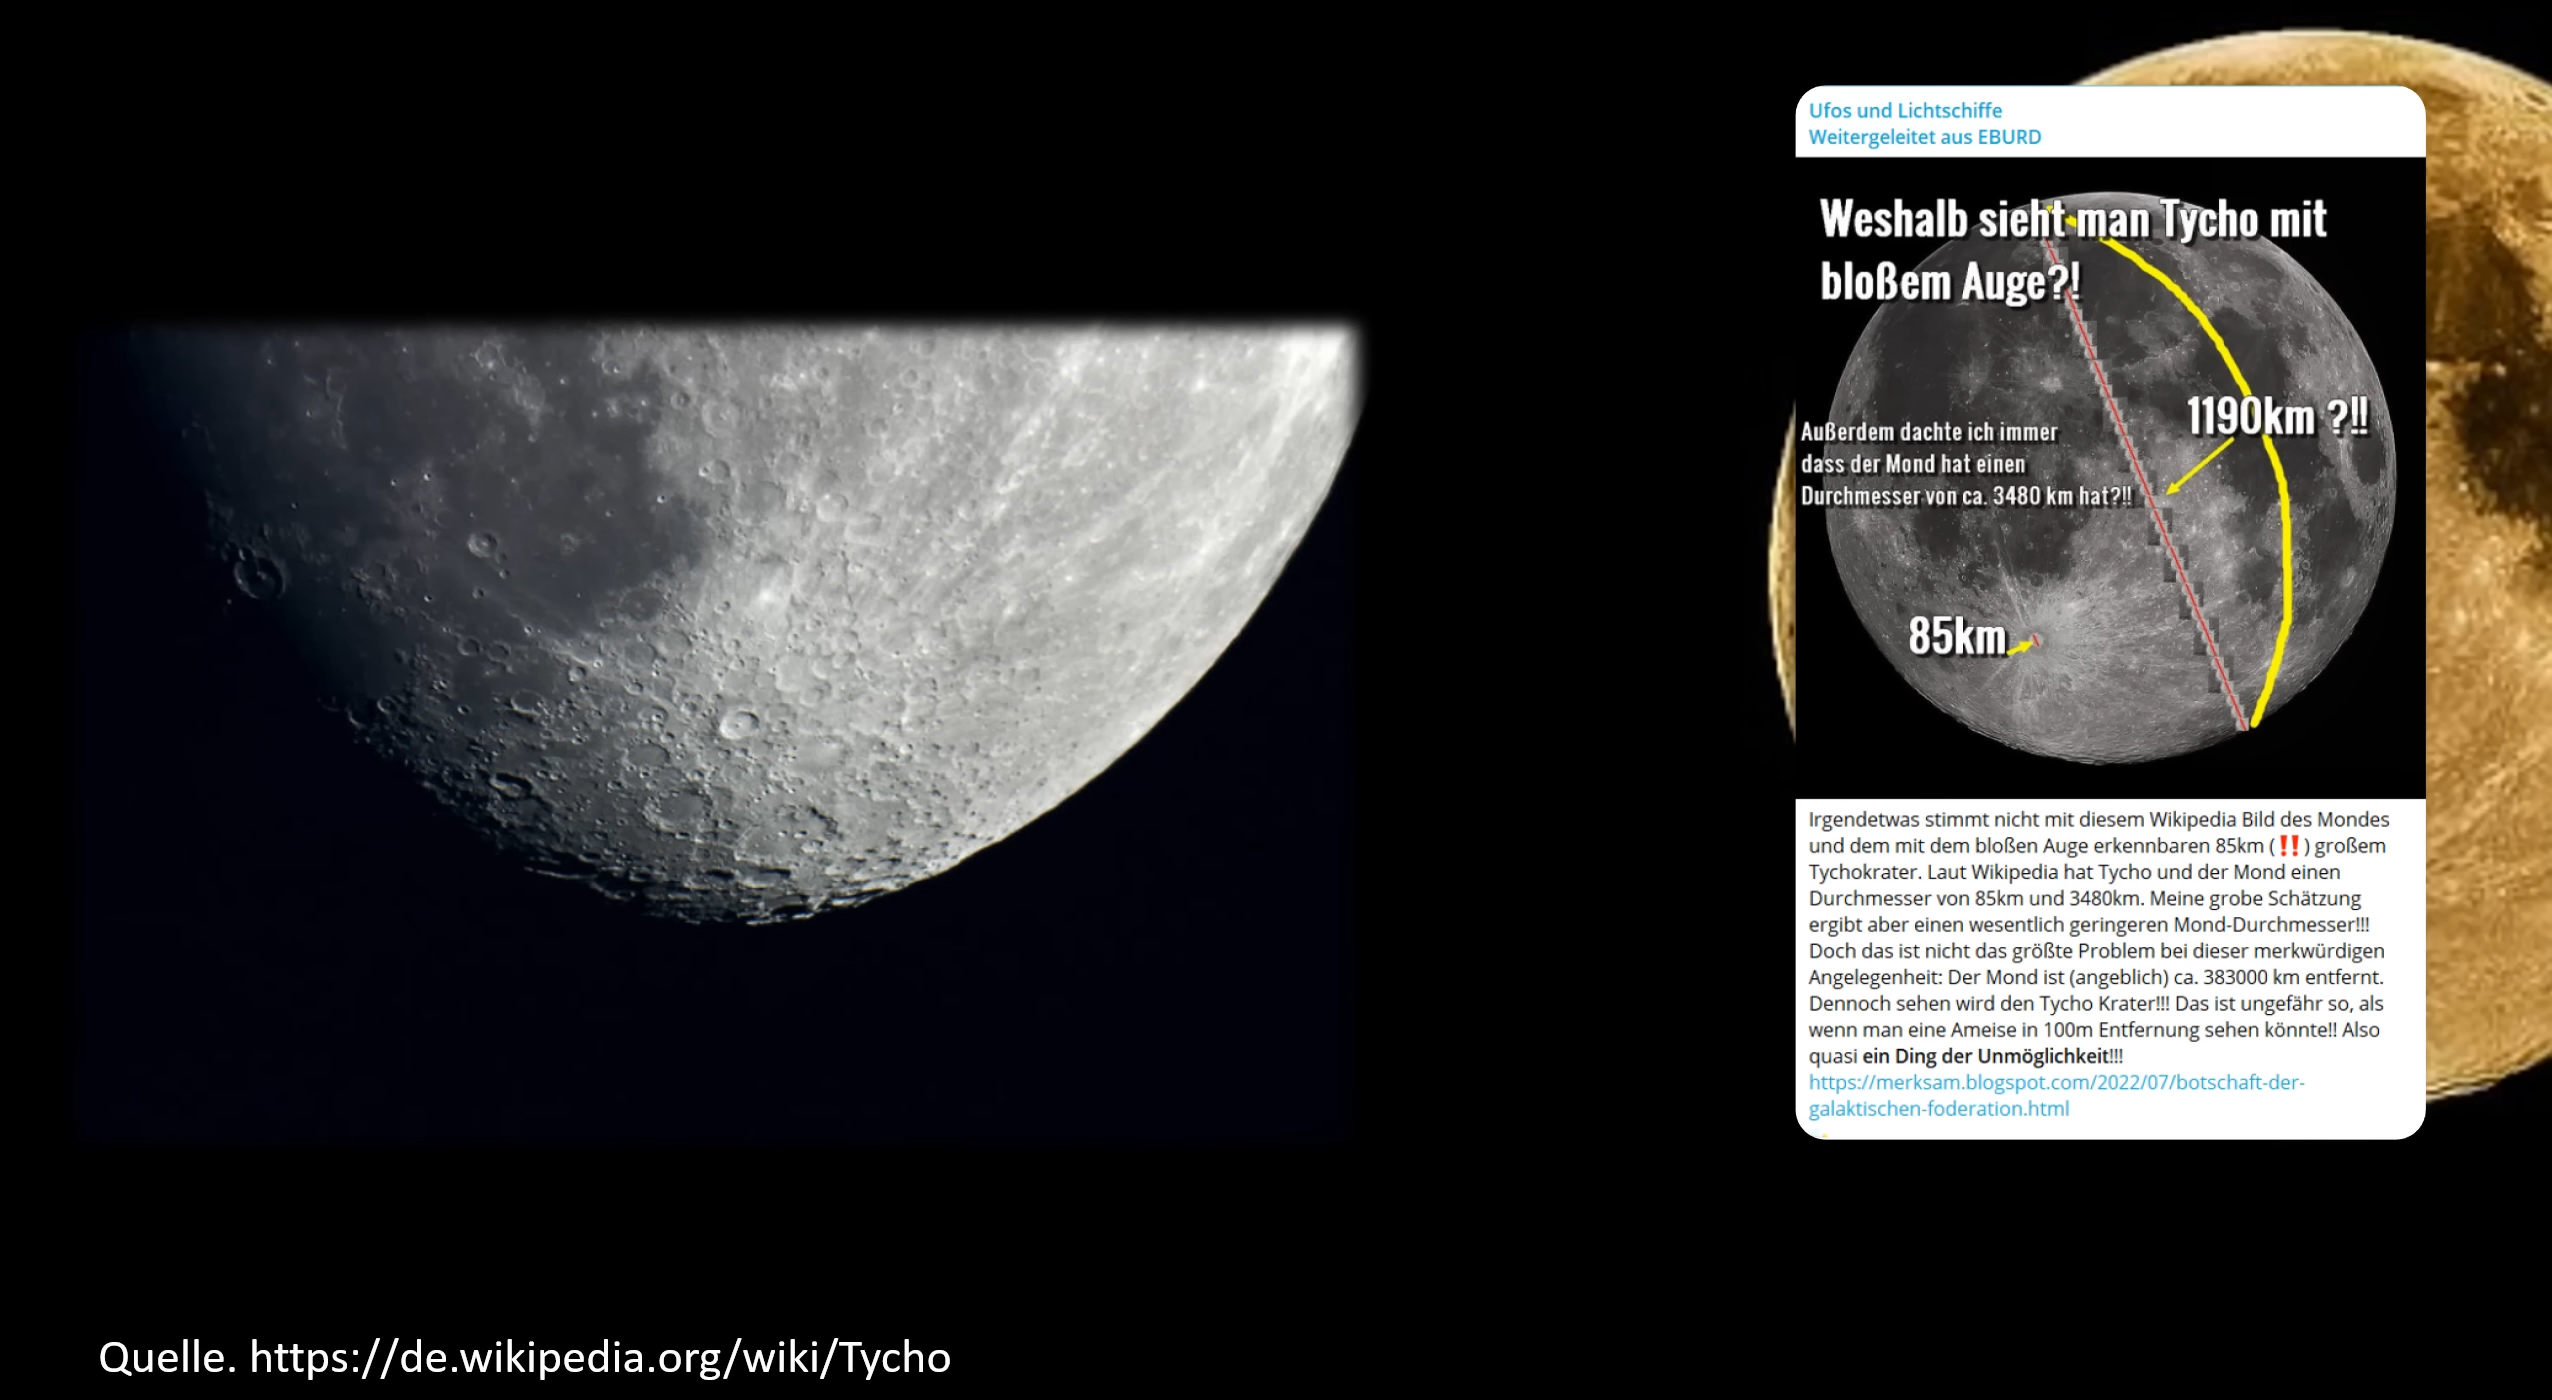 Ufos und Lichtschiffe
Weitergeleitet aus EBURD
Weshalb sieht man Tycho mit
bloßem Auge?!
1190km ?!!
Außerdem dachte ich immer
dass der Mond hat einen
Durchmesser von ca. 3480 km hat?!!
85km
Irgendetwas stimmt nicht mit diesem Wikipedia Bild des Mondes
und dem mit dem bloßen Auge erkennbaren 85km (‼️) großem
Tychokrater. Laut Wikipedia hat Tycho und der Mond einen
Durchmesser von 85km und 3480km. Meine grobe Schätzung
ergibt aber einen wesentlich geringeren Mond-Durchmesser!!!
Doch das ist nicht das größte Problem bei dieser merkwürdigen
Angelegenheit: Der Mond ist (angeblich) ca. 383000 km entfernt.
Dennoch sehen wird den Tycho Krater!!! Das ist ungefähr so, als
wenn man eine Ameise in 100m Entfernung sehen könnte!! Also
quasi ein Ding der Unmöglichkeit!!!
https://merksam.blogspot.com/2022/07/botschaft-der-
galaktischen-foderation.html
Quelle. https://de.wikipedia.org/wiki/Tycho